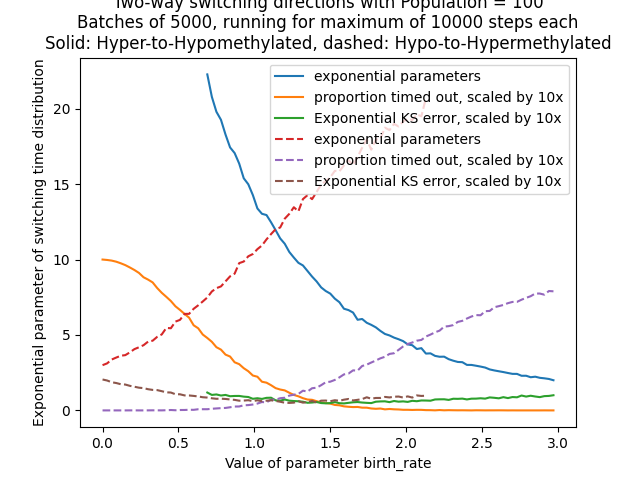 Two-way switching directions with Population = 100
Batches of 5000, running for maximum of 10000 steps each
Solid: Hyper-to-Hypomethylated, dashed: Hypo-to-Hypermethylated
Exponential parameter of switching time distribution
20
15
10
5
0
exponential parameters
proportion timed out, scaled by 10x
Exponential KS error, scaled by 10x
exponential parameters
proportion timed out, scaled by 10x
Exponential KS error, scaled by 10x
0.0 0.5 1.0 1.5 2.0 2.5 3.0
Value of parameter birth_rate